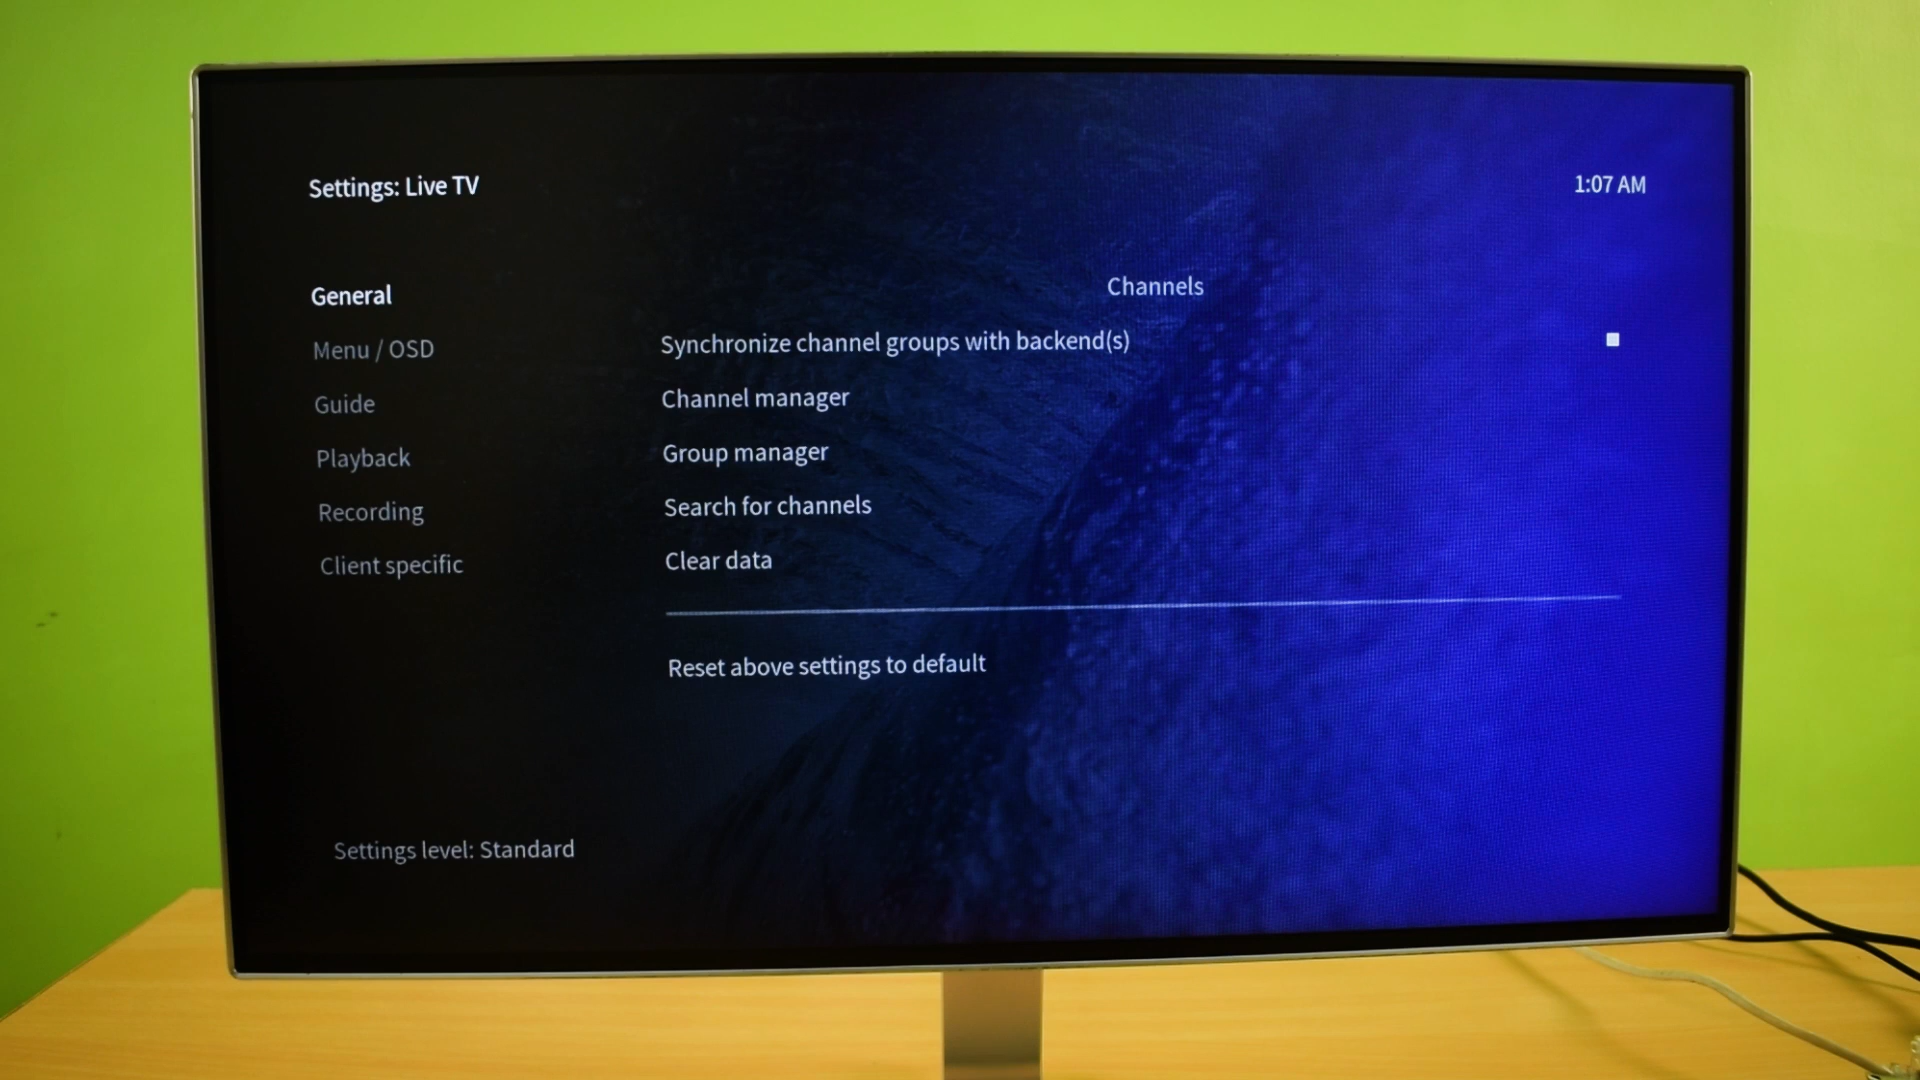 Settings: Live TV
1:07 AM
General
Menu / OSD
Guide
Playback
Recording
Client specific
Channels
Synchronize channel groups with backend(s)
Channel manager
Group manager
Search for channels
Clear data
Reset above settings to default
Settings level: Standard